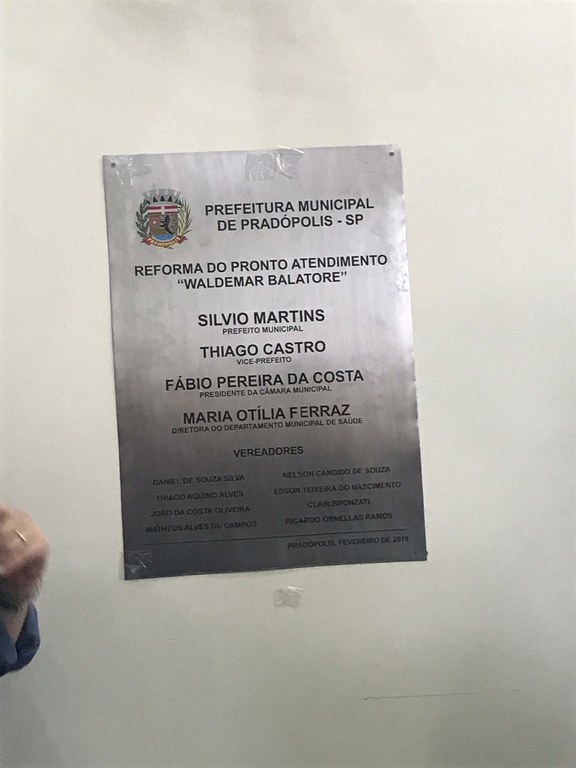 PREFEITURA MUNICIPAL
DE PRADÓPOLIS - SP
REFORMA DO PRONTO ATENDIMENTO
“WALDEMAR BALATORE”
SILVIO MARTINS
PREFEITO MUNICIPAL
THIAGO CASTRO
VICE-PREFEITO
FÁBIO PEREIRA DA COSTA
PRESIDENTE DA CÂMARA MUNICIPAL
MARIA OTÍLIA FERRAZ
DIRETORA DO DEPARTAMENTO MUNICIPAL DE SAÚDE
VEREADORES
DANIEL DE SOUZA SILVA
THIAGO AQUINO ALVES
JOÃO DA COSTA OLIVEIRA
MATHEUS ALVES DE CAMPOS
NELSON CANDIDO DE SOUZA
EDSON TEIXEIRA DO NASCIMENTO
CLAIR BRONZATI
RICARDO ORNELLAS RAMOS
PRADÓPOLIS, FEVEREIRO DE 2019